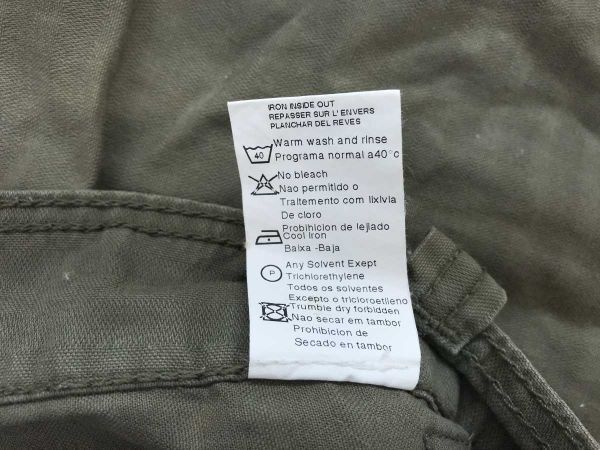 IRON INSIDE OUT
REPASSER SUR L'ENVERS
PLANCHAR DEL REVES
40
Warm wash and rinse
Programa normal a40°c
No bleach
Nao permitido o
Traitemento com lixivia
De cloro
Probihicion de lejiado
Cool Iron
Baixa -Baja
P
Any Solvent Exept
Trichlorethylene
Todos os solventes
Excepto o tricloroetileno
Trumble dry forbidden
Nao secar em tambor
Prohibicion de
Secado en tambor